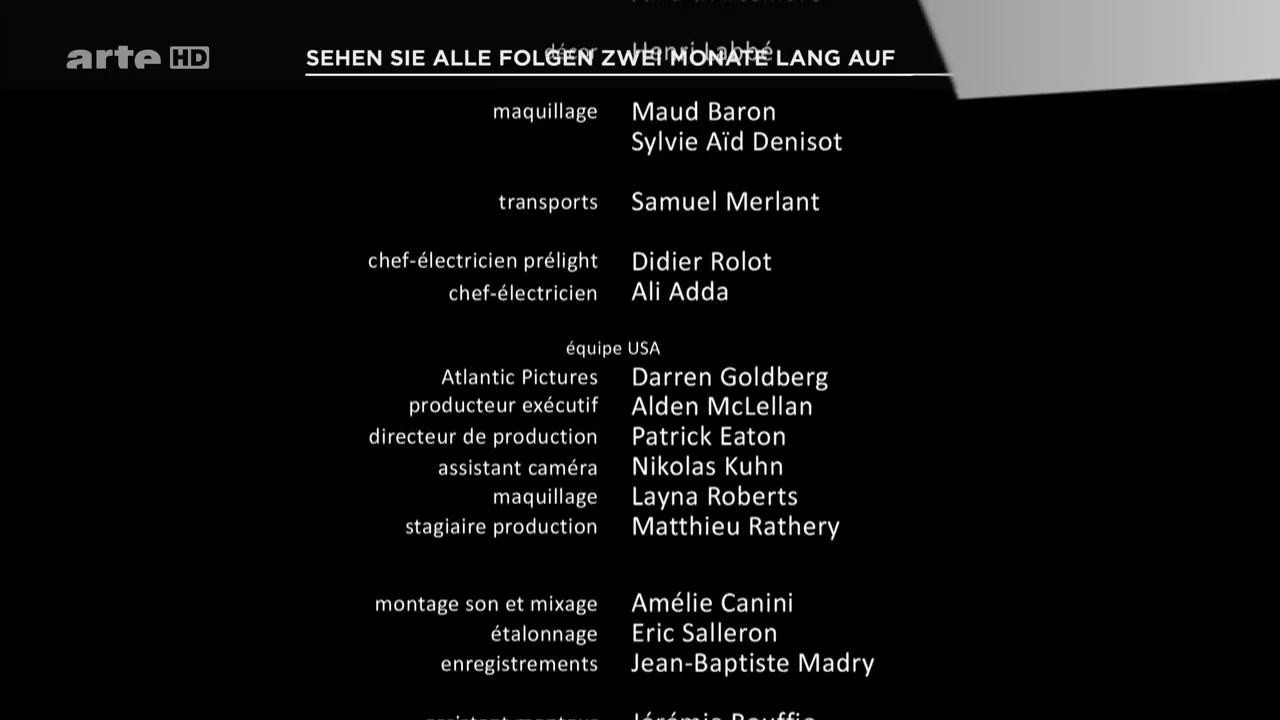 arte HD
SEHEN SIE ALLE FOLGEN ZWEI MONATE LANG AUF
décor Henri Labbé
maquillage Maud Baron
Sylvie Aïd Denisot
transports Samuel Merlant
chef-électricien prélight Didier Rolot
chef-électricien Ali Adda
équipe USA
Atlantic Pictures Darren Goldberg
producteur exécutif Alden McLellan
directeur de production Patrick Eaton
assistant caméra Nikolas Kuhn
maquillage Layna Roberts
stagiaire production Matthieu Rathery
montage son et mixage Amélie Canini
étalonnage Eric Salleron
enregistrements Jean-Baptiste Madry